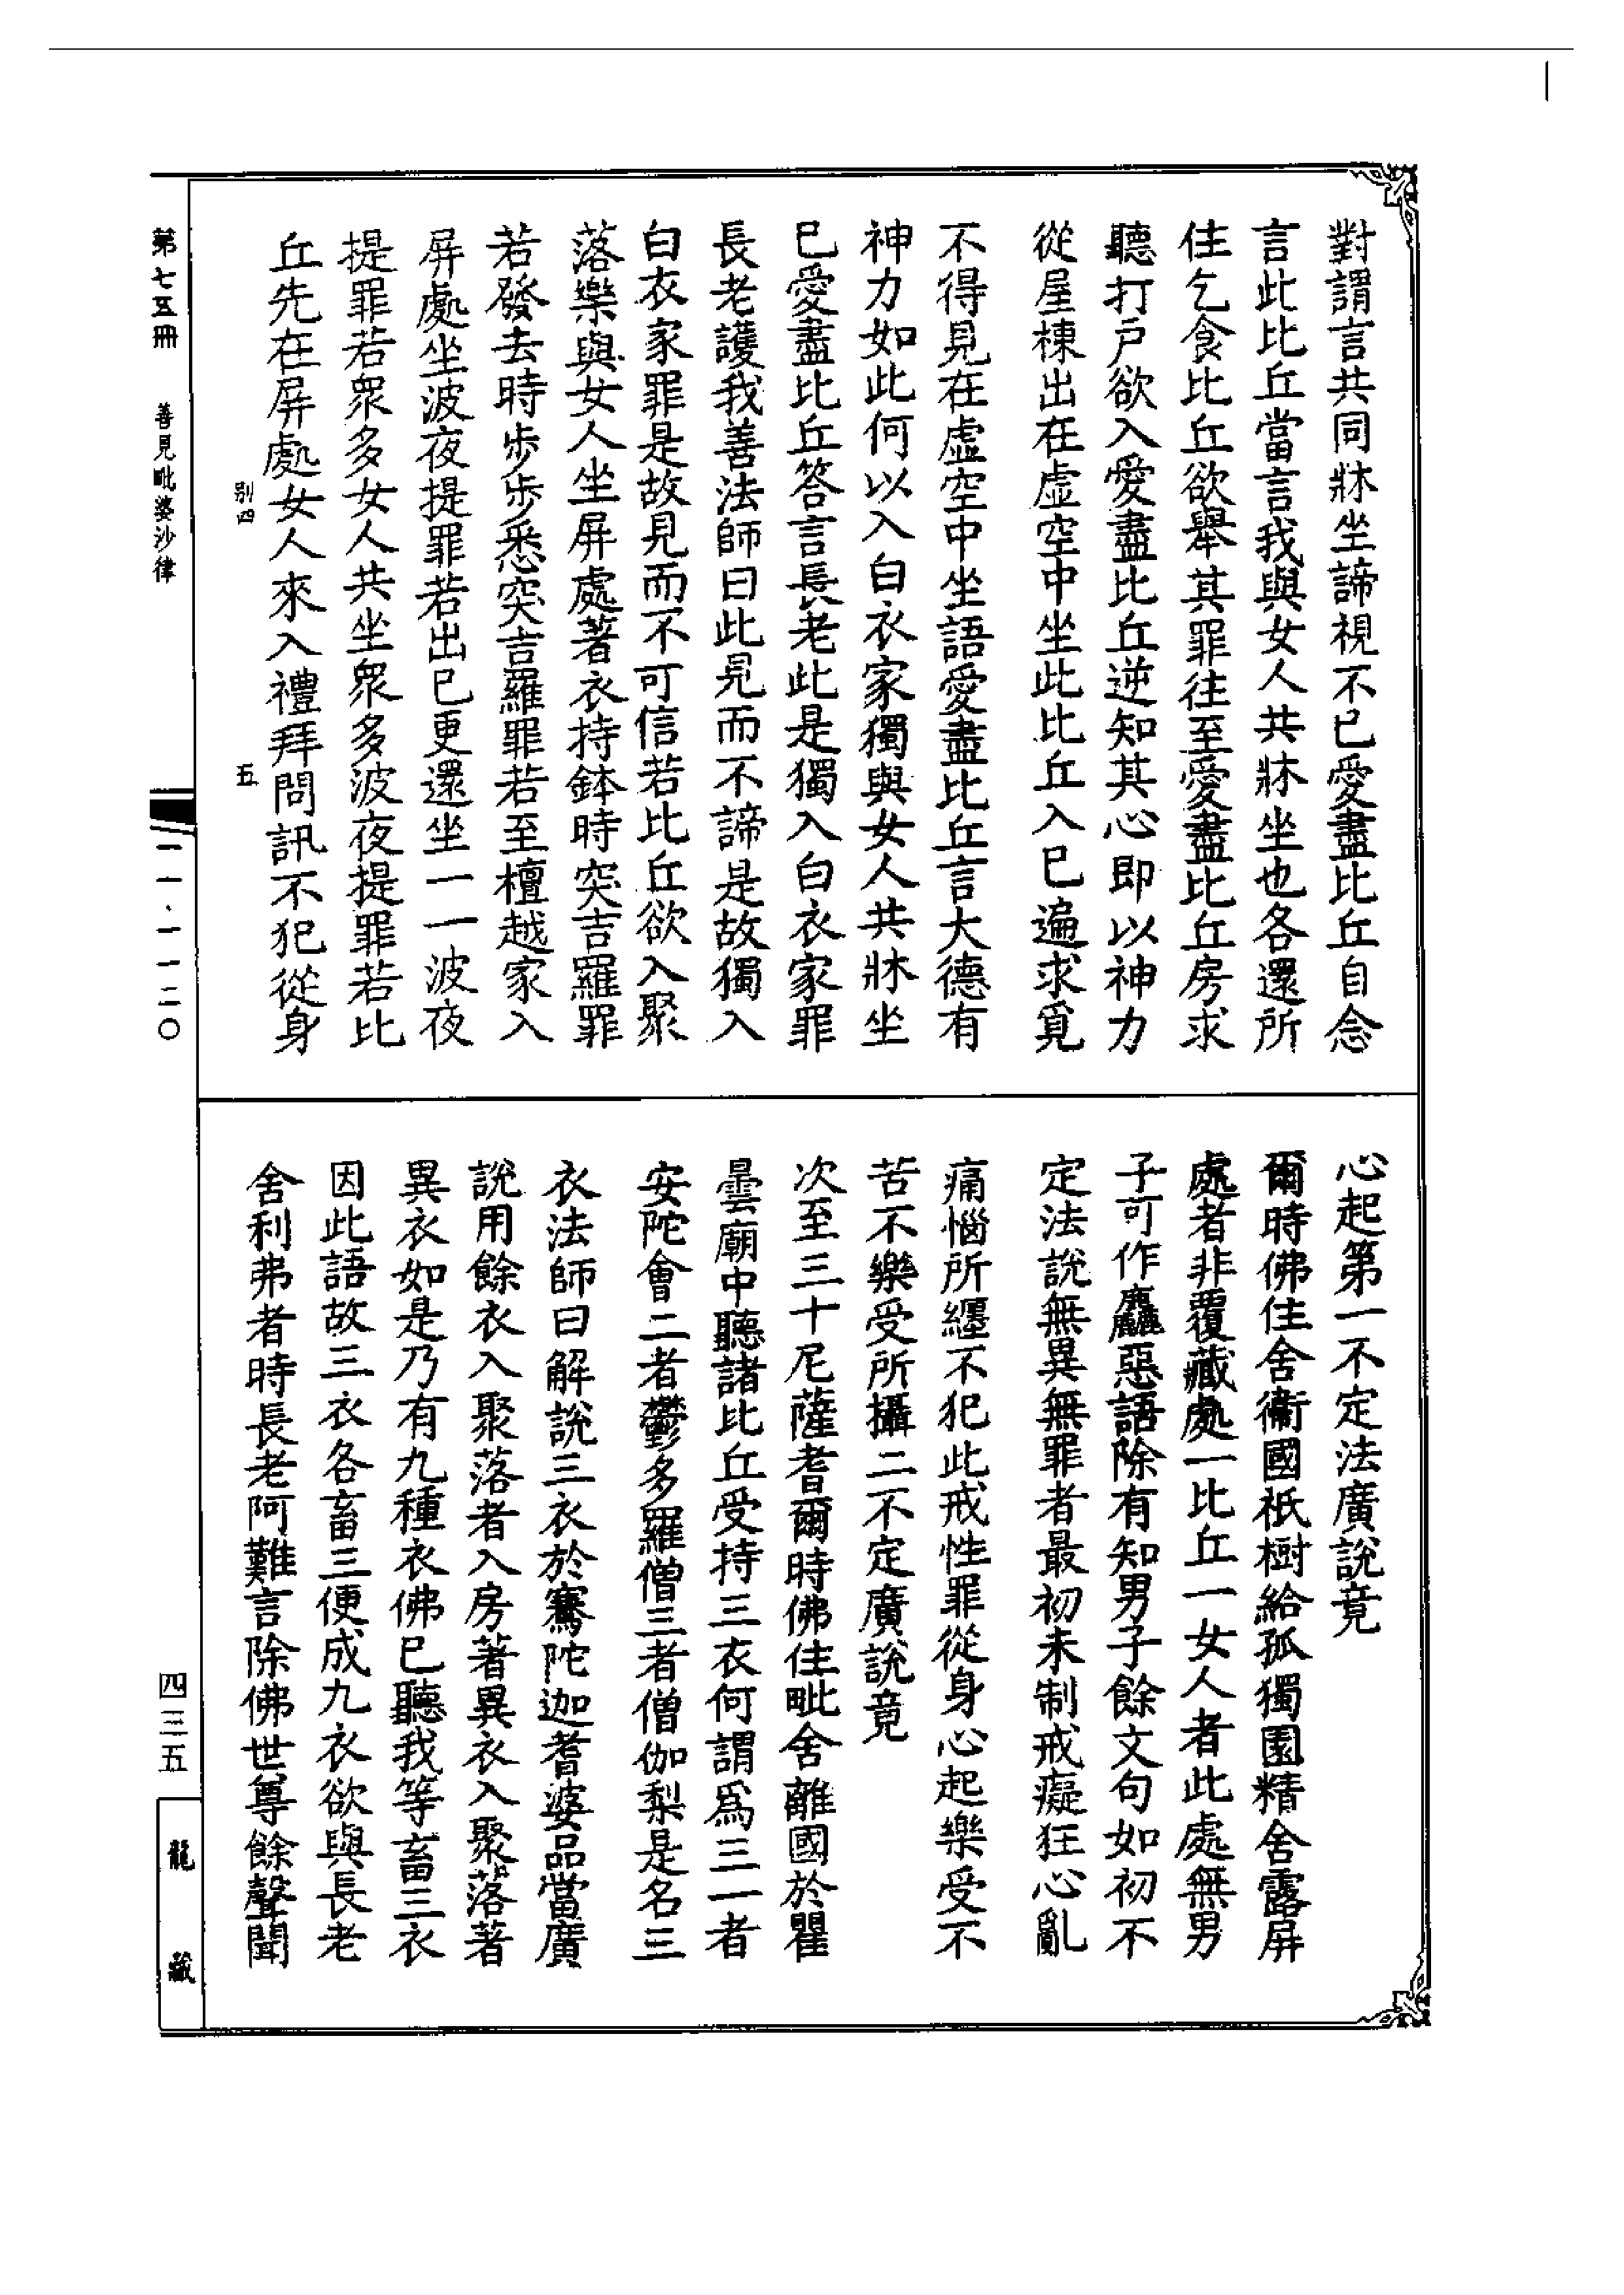 對謂言共同牀坐諦視不已愛盡比丘自念
言此比丘當言我與女人共牀坐也各還所
住乞食比丘欲舉其罪往至愛盡比丘房求
聽打戶欲入愛盡比丘逆知其心即以神力
從屋棟出在虛空中坐此比丘入已遍求覓
不得見在虛空中坐語愛盡比丘言大德有
神力如此何以入白衣家獨與女人共牀坐
已愛盡比丘答言長老此是獨入白衣家罪
長老護我善法師曰此見而不諦是故獨入
白衣家罪是故見而不可信若比丘欲入聚
落樂與女人坐屏處著衣持鉢時突吉羅罪
若發去時步步悉突吉羅罪若至檀越家入
屏處坐波夜提罪若出已更還坐一一波夜
提罪若眾多女人共坐眾多波夜提罪若比
丘先在屏處女人來入禮拜問訊不犯從身
心起第一不定法廣說竟
爾時佛住舍衞國祇樹給孤獨園精舍露屏
處者非覆藏處一比丘一女人者此處無男
子可作麤惡語除有知男子餘文句如初不
定法說無異無罪者最初未制戒癡狂心亂
痛惱所纏不犯此戒性罪從身心起樂受不
苦不樂受所攝二不定廣說竟
次至三十尼薩耆爾時佛住毗舍離國於瞿
曇廟中聽諸比丘受持三衣何謂為三一者
安陀會二者鬱多羅僧三者僧伽梨是名三
衣法師曰解說三衣於騫陀迦耆婆品當廣
說用餘衣入聚落者入房著異衣入聚落著
異衣如是乃有九種衣佛已聽我等畜三衣
因此語故三衣各畜三便成九衣欲與長老
舍利弗者時長老阿難言除佛世尊餘聲聞
別四
五
第七五冊
善見毗婆沙律
一一、一一二〇
四三五
龍藏